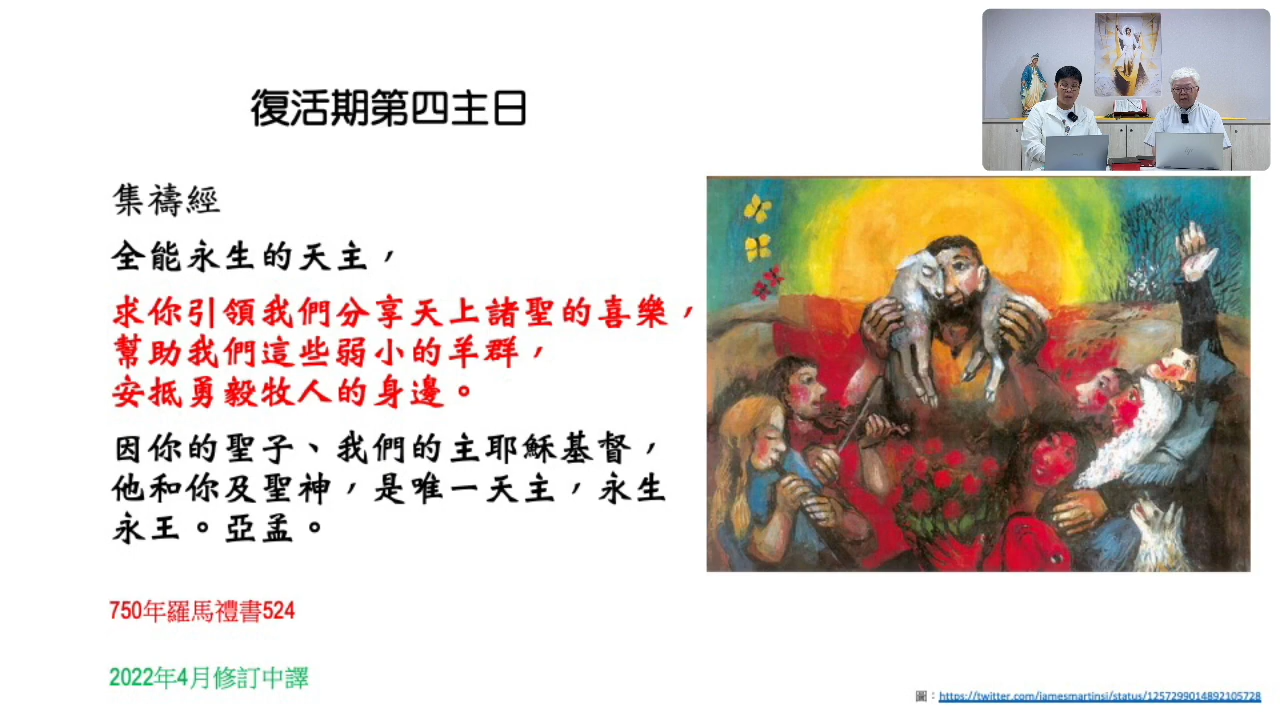 復活期第四主日
集禱經
全能永生的天主，
求你引領我們分享天上諸聖的喜樂，
幫助我們這些弱小的羊群，
安抵勇毅牧人的身邊。
因你的聖子、我們的主耶穌基督，
他和你及聖神，是唯一天主，永生
永王。亞孟。
750年羅馬禮書524
2022年4月修訂中譯
圖：https://twitter.com/jamesmartinsj/status/1257299014892105728